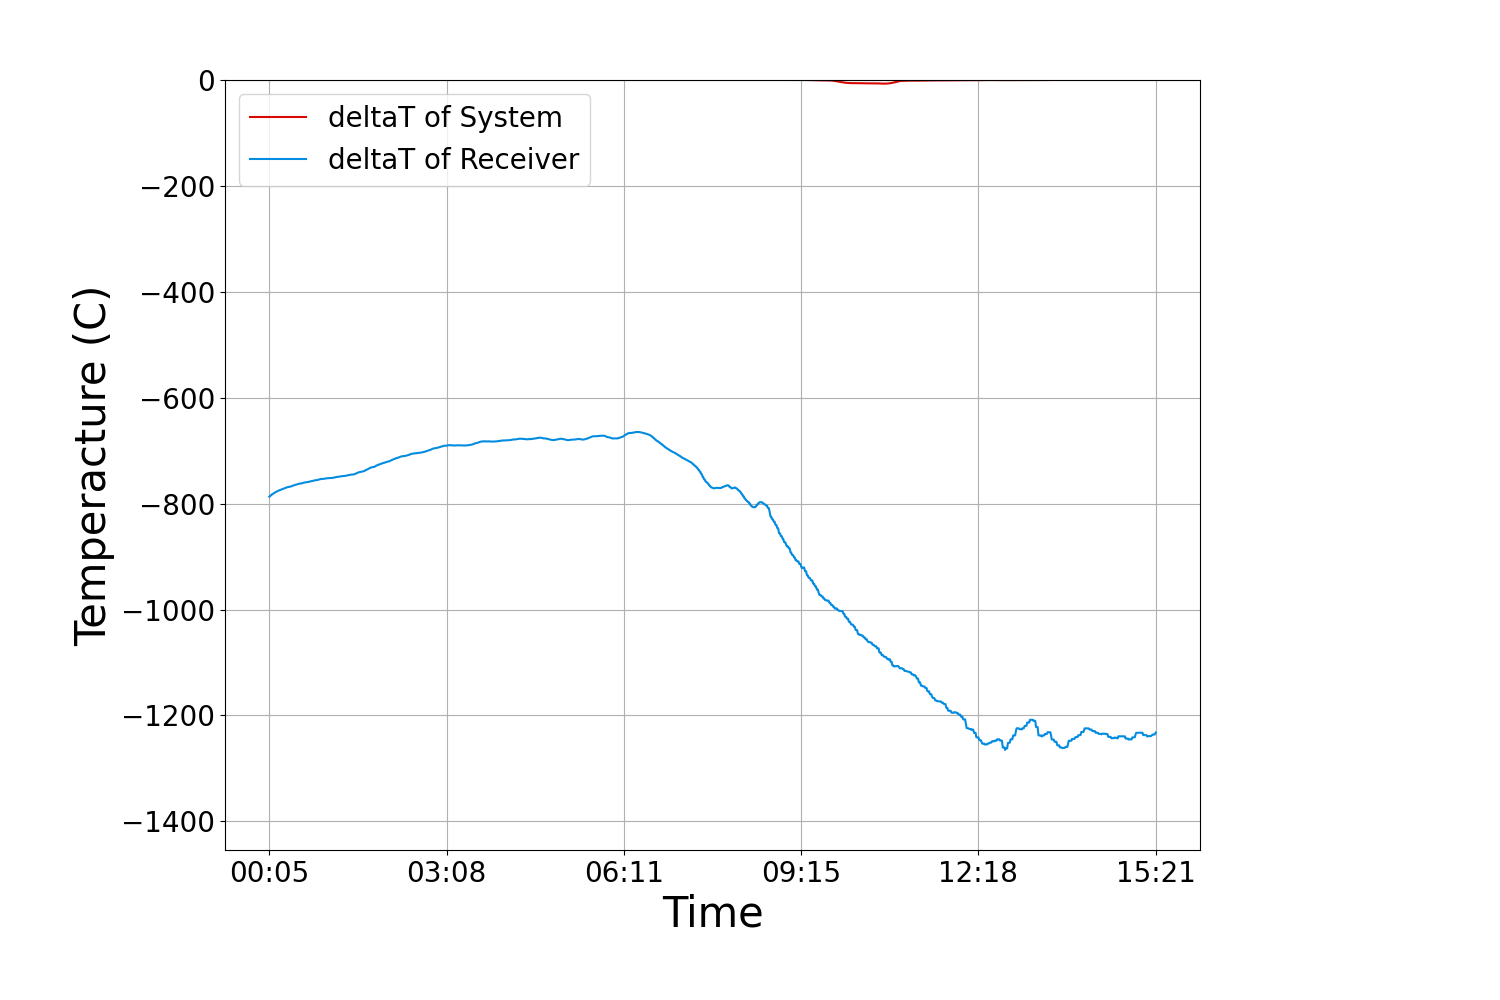 deltaT of System
deltaT of Receiver
0
−200
−400
−600
−800
−1000
−1200
−1400
Temperacture (C)
00:05 03:08 06:11 09:15 12:18 15:21
Time